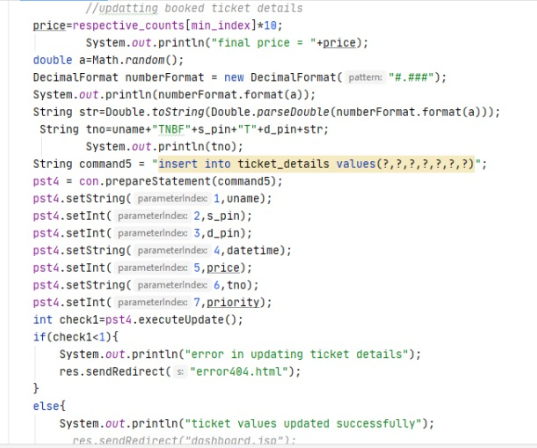 //updatting booked ticket details
price=respective_counts[min_index]*10;
System.out.println("final price = "+price);
double a=Math.random();
DecimalFormat numberFormat = new DecimalFormat( pattern: "#.###");
System.out.println(numberFormat.format(a));
String str=Double.toString(Double.parseDouble(numberFormat.format(a)));
String tno=uname+"TNBF"+s_pin+"T"+d_pin+str;
System.out.println(tno);
String command5 = "insert into ticket_details values(?,?,?,?,?,?,?)";
pst4 = con.prepareStatement(command5);
pst4.setString( parameterIndex: 1,uname);
pst4.setInt( parameterIndex: 2,s_pin);
pst4.setInt( parameterIndex: 3,d_pin);
pst4.setString( parameterIndex: 4,datetime);
pst4.setInt( parameterIndex: 5,price);
pst4.setString( parameterIndex: 6,tno);
pst4.setInt( parameterIndex: 7,priority);
int check1=pst4.executeUpdate();
if(check1<1){
System.out.println("error in updating ticket details");
res.sendRedirect( s: "error404.html");
}
else{
System.out.println("ticket values updated successfully");
res.sendRedirect("dashboard.jsp");